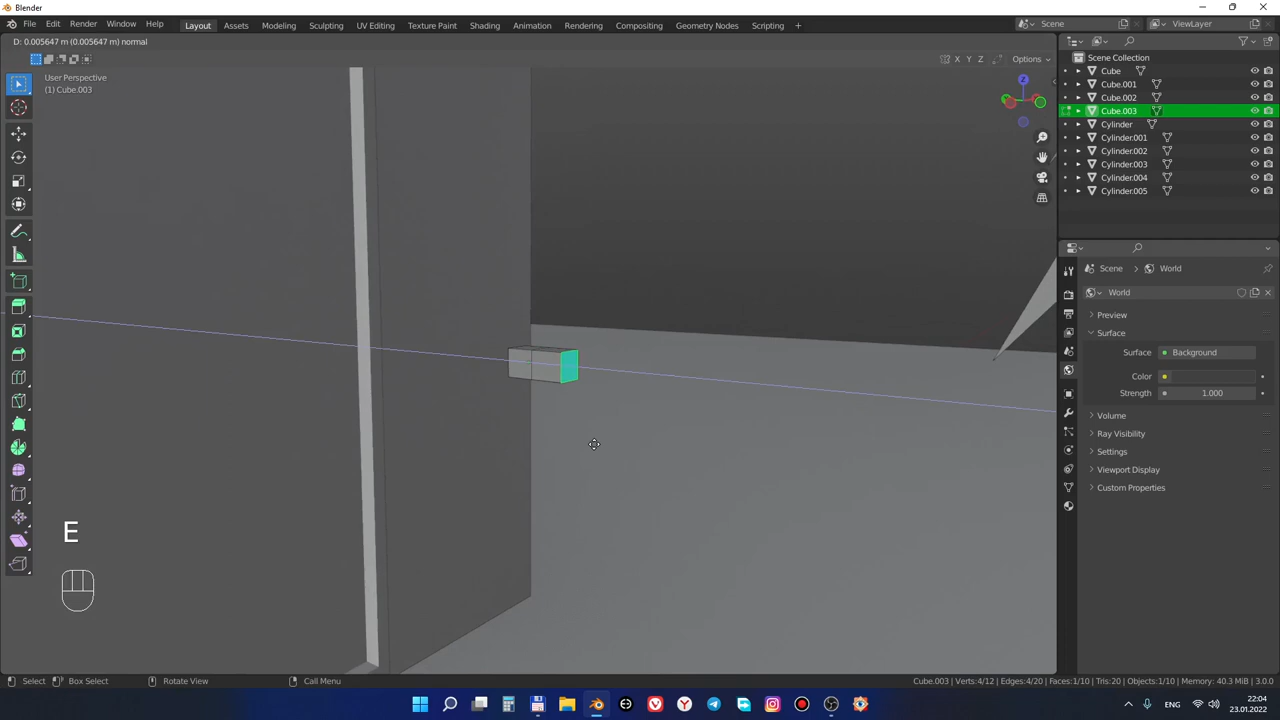 Blender
File Edit Render Window Help Layout Assets Modeling Sculpting UV Editing Texture Paint Shading Animation Rendering Compositing Geometry Nodes Scripting + Scene ViewLayer
D: 0.005647 m (0.005647 m) normal
X Y Z Options
User Perspective
(1) Cube.003
Z
Scene Collection
Cube
Cube.001
Cube.002
Cube.003
Cylinder
Cylinder.001
Cylinder.002
Cylinder.003
Cylinder.004
Cylinder.005
Scene > World
World
Preview
Surface
Surface Background
Color
Strength 1.000
Volume
Ray Visibility
Settings
Viewport Display
Custom Properties
E
Select Box Select Rotate View Call Menu Cube.003 | Verts:4/12 | Edges:4/20 | Faces:1/10 | Tris:20 | Objects:1/10 | Memory: 40.3 MiB | 3.0.0
ENG 22:04
23.01.2022